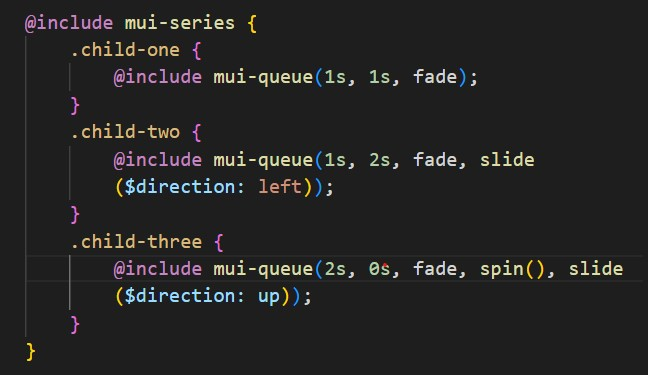 @include mui-series {
.child-one {
@include mui-queue(1s, 1s, fade);
}
.child-two {
@include mui-queue(1s, 2s, fade, slide
($direction: left));
}
.child-three {
@include mui-queue(2s, 0s, fade, spin(), slide
($direction: up));
}
}